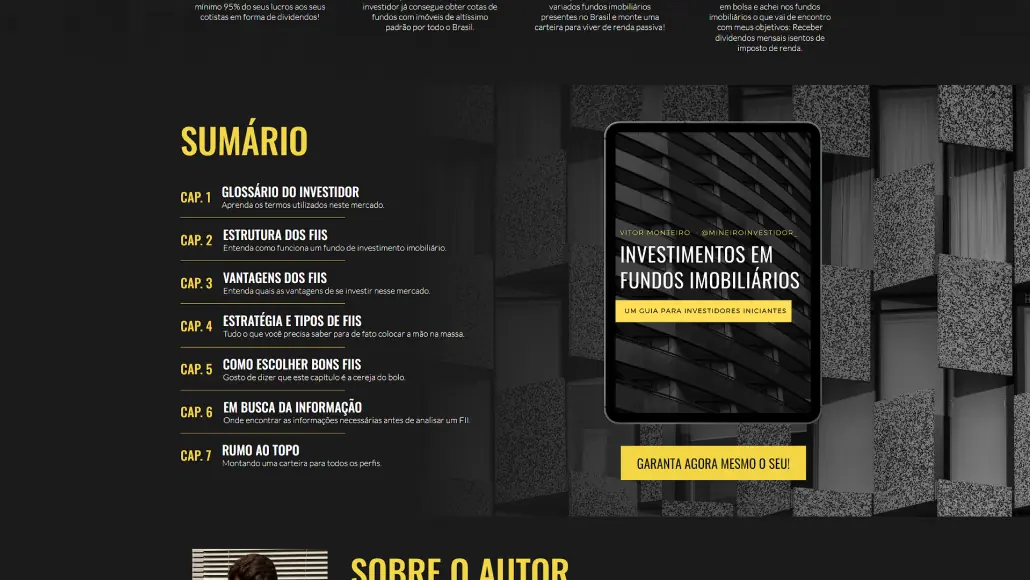 mínimo 95% do seus lucros aos seus
cotistas em forma de dividendos!
investidor já consegue obter cotas de
fundos com imóveis de altíssimo
padrão por todo o Brasil.
variados fundos imobiliários
presentes no Brasil e monte uma
carteira para viver de renda passiva!
em bolsa e achei nos fundos
imobiliários o que vai de encontro
com meus objetivos: Receber
dividendos mensais isentos de
imposto de renda.
SUMÁRIO
CAP. 1 GLOSSÁRIO DO INVESTIDOR
Aprenda os termos utilizados neste mercado.
CAP. 2 ESTRUTURA DOS FIIS
Entenda como funciona um fundo de investimento imobiliário.
CAP. 3 VANTAGENS DOS FIIS
Entenda quais as vantagens de se investir nesse mercado.
CAP. 4 ESTRATÉGIA E TIPOS DE FIIS
Tudo o que você precisa saber para de fato colocar a mão na massa.
CAP. 5 COMO ESCOLHER BONS FIIS
Gosto de dizer que este capítulo é a cereja do bolo.
CAP. 6 EM BUSCA DA INFORMAÇÃO
Onde encontrar as informações necessárias antes de analisar um FII.
CAP. 7 RUMO AO TOPO
Montando uma carteira para todos os perfis.
VITOR MONTEIRO @MINEIROINVESTIDOR
INVESTIMENTOS EM
FUNDOS IMOBILIÁRIOS
UM GUIA PARA INVESTIDORES INICIANTES
GARANTA AGORA MESMO O SEU!
SOBRE O AUTOR